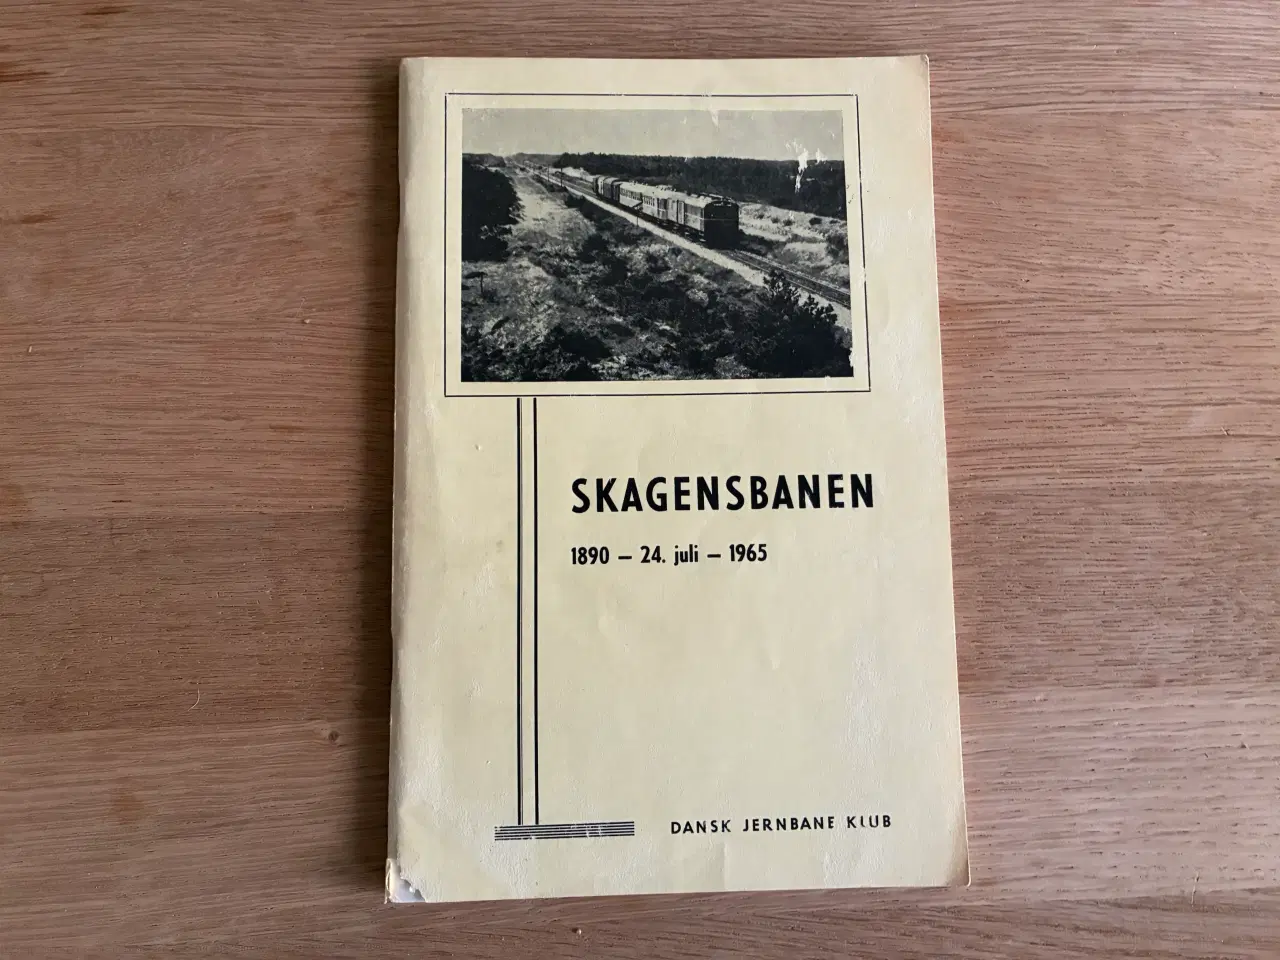 SKAGENSBANEN
1890 – 24. juli – 1965
DANSK JERNBANE KLUB